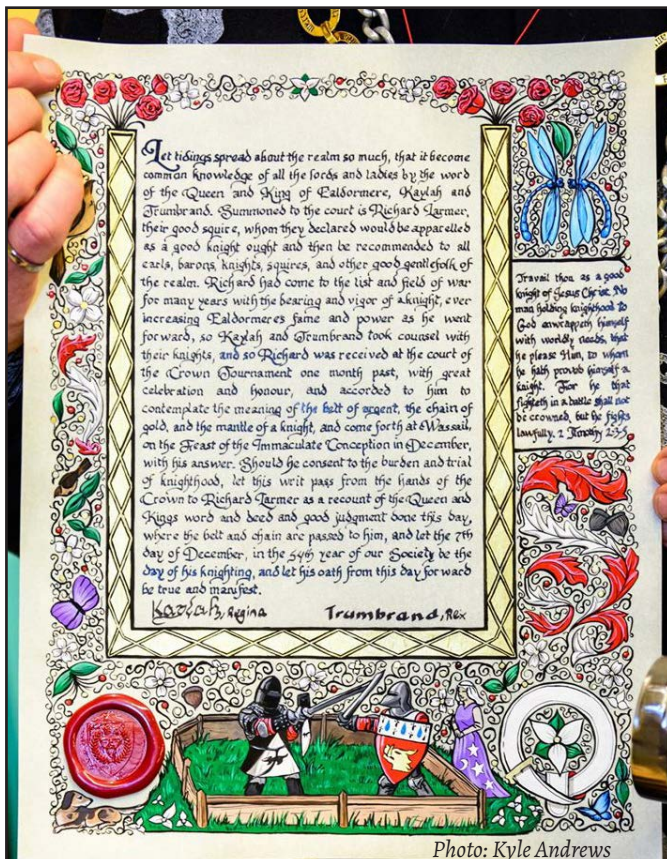 Let tidings spread about the realm so much, that it become
common knowledge of all the lords and ladies by the word
of the Queen and King of Ealdormere, Kaylah and
Trumbrand. Summoned to the court is Richard Larmer,
their good squire, whom they declared would be apparelled
as a good knight ought and then be recommended to all
earls, barons, knights, squires, and other good gentlefolk of
the realm. Richard had come to the list and field of war
for many years with the bearing and vigor of a knight, ever
increasing Ealdormeres fame and power as he went
forward, so Kaylah and Trumbrand took counsel with
their knights, and so Richard was received at the court of
the Crown Tournament one month past, with great
celebration and honour, and accorded to him to
contemplate the meaning of the belt of argent, the chain of
gold, and the mantle of a knight, and come forth at Wassail,
on the Feast of the Immaculate Conception in December,
with his answer. Should he consent to the burden and trial
of knighthood, let this writ pass from the hands of the
Crown to Richard Larmer as a recount of the Queen and
Kings word and deed and good judgment done this day,
where the belt and chain are passed to him, and let the 7th
day of December, in the 54th year of our Society be the
day of his knighting, and let his oath from this day forward
be true and manifest.
Kaylah, Regina Trumbrand, Rex
Travail thou as a good
knight of Jesus Christ. No
man holding knighthood to
God enwrappeth himself
with worldly needs, that
he please Him, to whom
he hath proved himself a
knight. For he that
fighteth in a battle shall not
be crowned, but he fights
lawfully. 2 Timothy 2:3-5
Photo: Kyle Andrews